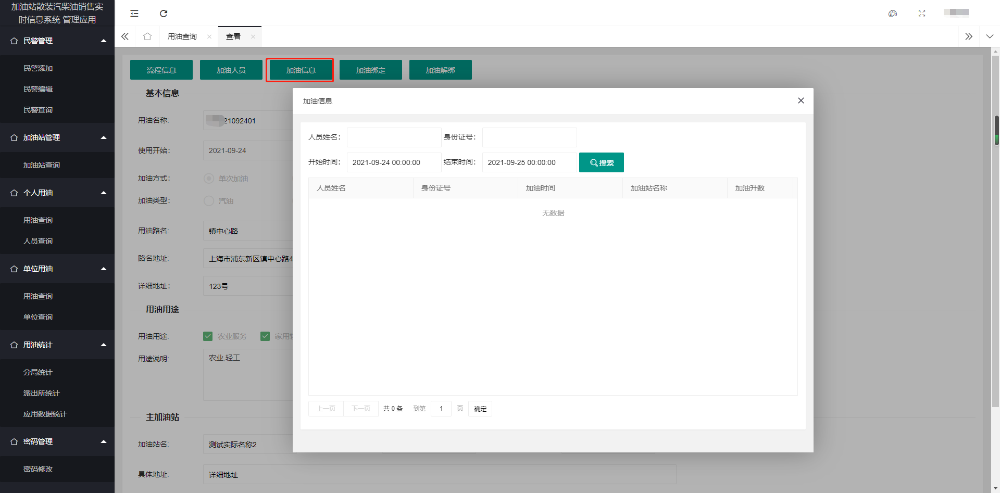 加油站散装汽柴油销售实
时信息系统 管理应用
民警管理
民警添加
民警编辑
民警查询
加油站管理
加油站查询
个人用油
用油查询
人员查询
单位用油
用油查询
单位查询
用油统计
分局统计
派出所统计
应用数据统计
密码管理
密码修改
用油查询 查看
流程信息 加油人员 加油信息 加油绑定 加油解绑
基本信息
用油名称: 21092401
使用开始: 2021-09-24
加油方式: 单次加油
加油类型: 汽油
用油路名: 镇中心路
路名地址: 上海市浦东新区镇中心路4
详细地址: 123号
用油用途
用油用途: 农业服务 家用
用途说明: 农业,轻工
主加油站
加油站名: 测试实际名称2
具体地址: 详细地址
加油信息
人员姓名: 身份证号:
开始时间: 2021-09-24 00:00:00 结束时间: 2021-09-25 00:00:00 搜索
人员姓名 身份证号 加油时间 加油站名称 加油升数
无数据
上一页 下一页 共 0 条 到第 1 页 确定